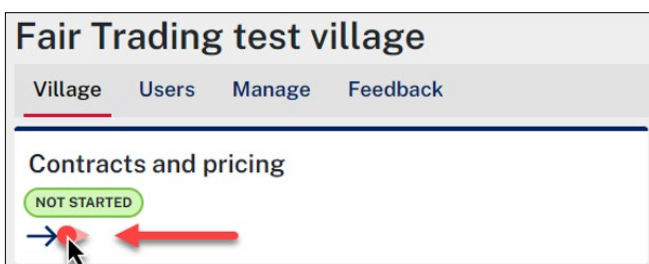 Fair Trading test village
Village Users Manage Feedback
Contracts and pricing
NOT STARTED